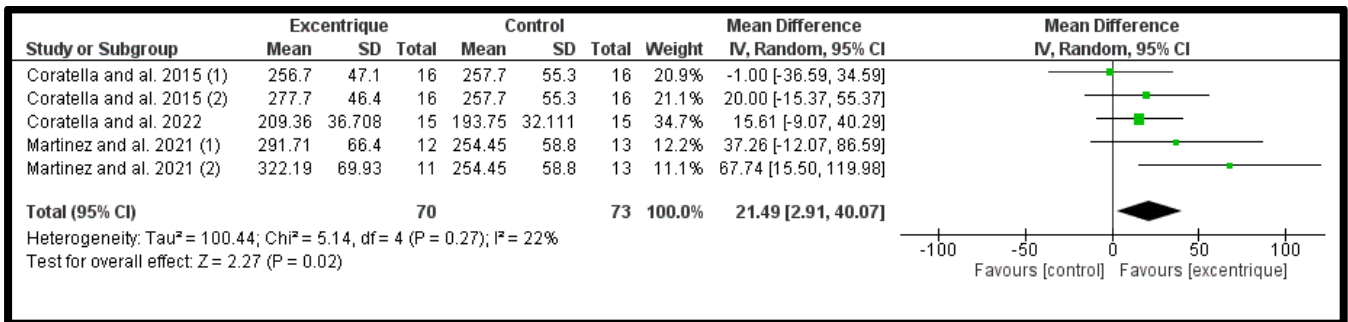 Excentrique Control Mean Difference Mean Difference
Study or Subgroup Mean SD Total Mean SD Total Weight IV, Random, 95% CI IV, Random, 95% CI
Coratella and al. 2015 (1) 256.7 47.1 16 257.7 55.3 16 20.9% -1.00 [-36.59, 34.59]
Coratella and al. 2015 (2) 277.7 46.4 16 257.7 55.3 16 21.1% 20.00 [-15.37, 55.37]
Coratella and al. 2022 209.36 36.708 15 193.75 32.111 15 34.7% 15.61 [-9.07, 40.29]
Martinez and al. 2021 (1) 291.71 66.4 12 254.45 58.8 13 12.2% 37.26 [-12.07, 86.59]
Martinez and al. 2021 (2) 322.19 69.93 11 254.45 58.8 13 11.1% 67.74 [15.50, 119.98]
Total (95% CI) 70 73 100.0% 21.49 [2.91, 40.07]
Heterogeneity: Tau² = 100.44; Chi² = 5.14, df = 4 (P = 0.27); I² = 22%
Test for overall effect: Z = 2.27 (P = 0.02)
-100 -50 0 50 100
Favours [control] Favours [excentrique]